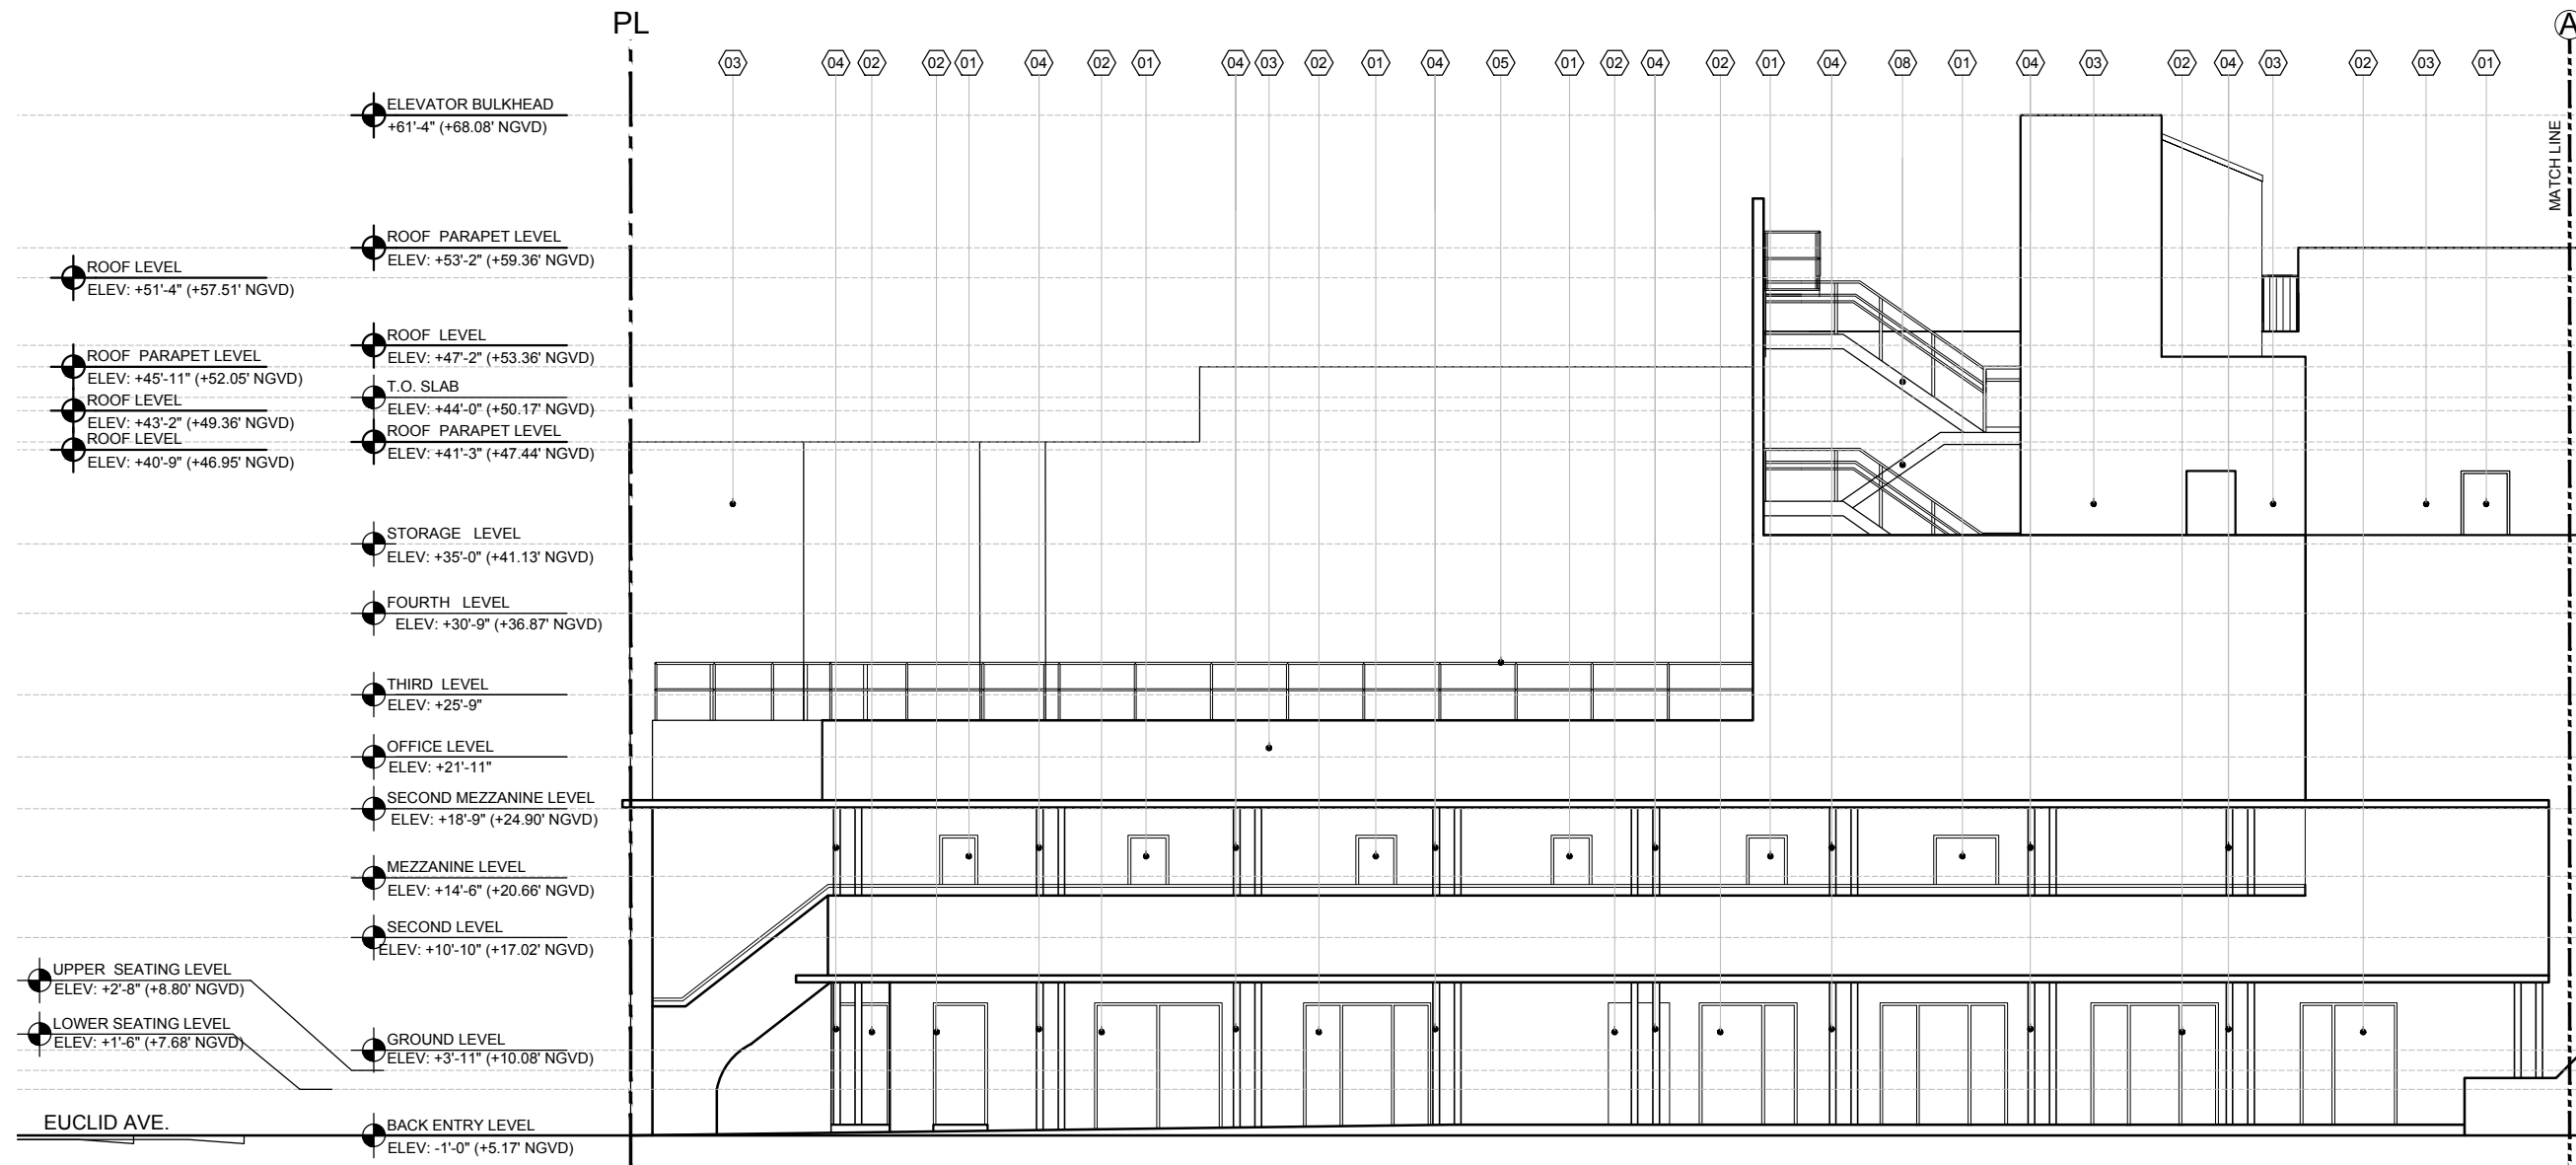 PL
A
03 04 02 02 01 04 02 01 04 03 02 01 04 05 01 02 04 02 01 04 08 01 04 03 02 04 03 02 03 01
MATCH LINE
ELEVATOR BULKHEAD
+61'-4" (+68.08' NGVD)
ROOF PARAPET LEVEL
ELEV: +53'-2" (+59.36' NGVD)
ROOF LEVEL
ELEV: +51'-4" (+57.51' NGVD)
ROOF LEVEL
ELEV: +47'-2" (+53.36' NGVD)
ROOF PARAPET LEVEL
ELEV: +45'-11" (+52.05' NGVD)
T.O. SLAB
ELEV: +44'-0" (+50.17' NGVD)
ROOF LEVEL
ELEV: +43'-2" (+49.36' NGVD)
ROOF PARAPET LEVEL
ELEV: +41'-3" (+47.44' NGVD)
ROOF LEVEL
ELEV: +40'-9" (+46.95' NGVD)
STORAGE LEVEL
ELEV: +35'-0" (+41.13' NGVD)
FOURTH LEVEL
ELEV: +30'-9" (+36.87' NGVD)
THIRD LEVEL
ELEV: +25'-9"
OFFICE LEVEL
ELEV: +21'-11"
SECOND MEZZANINE LEVEL
ELEV: +18'-9" (+24.90' NGVD)
MEZZANINE LEVEL
ELEV: +14'-6" (+20.66' NGVD)
SECOND LEVEL
ELEV: +10'-10" (+17.02' NGVD)
UPPER SEATING LEVEL
ELEV: +2'-8" (+8.80' NGVD)
LOWER SEATING LEVEL
ELEV: +1'-6" (+7.68' NGVD)
GROUND LEVEL
ELEV: +3'-11" (+10.08' NGVD)
EUCLID AVE.
BACK ENTRY LEVEL
ELEV: -1'-0" (+5.17' NGVD)